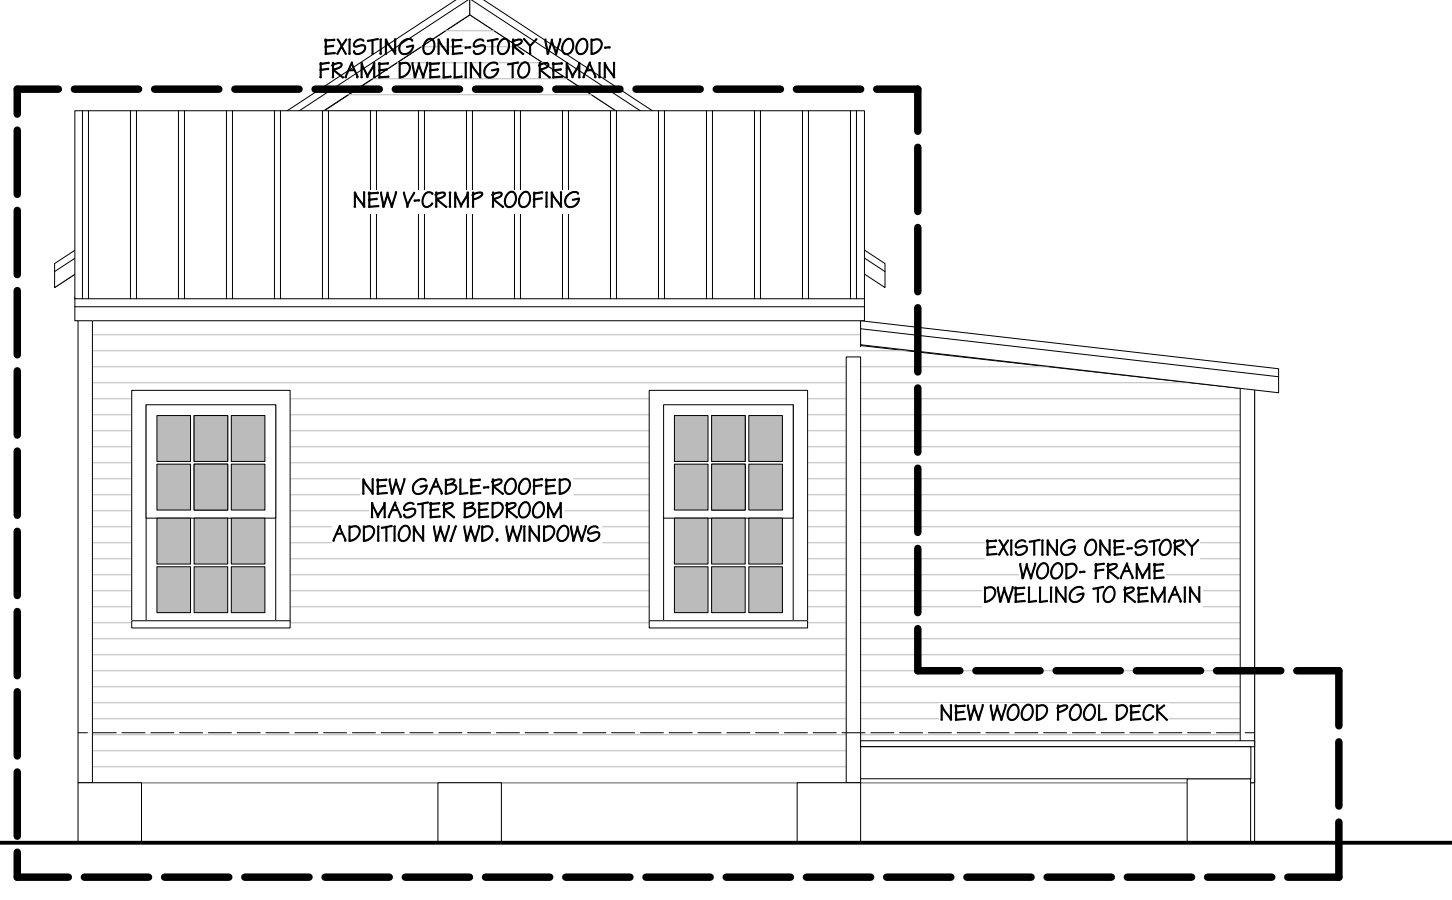 EXISTING ONE-STORY WOOD-
FRAME DWELLING TO REMAIN
NEW V-CRIMP ROOFING
NEW GABLE-ROOFED
MASTER BEDROOM
ADDITION W/ WD. WINDOWS
EXISTING ONE-STORY
WOOD- FRAME
DWELLING TO REMAIN
NEW WOOD POOL DECK